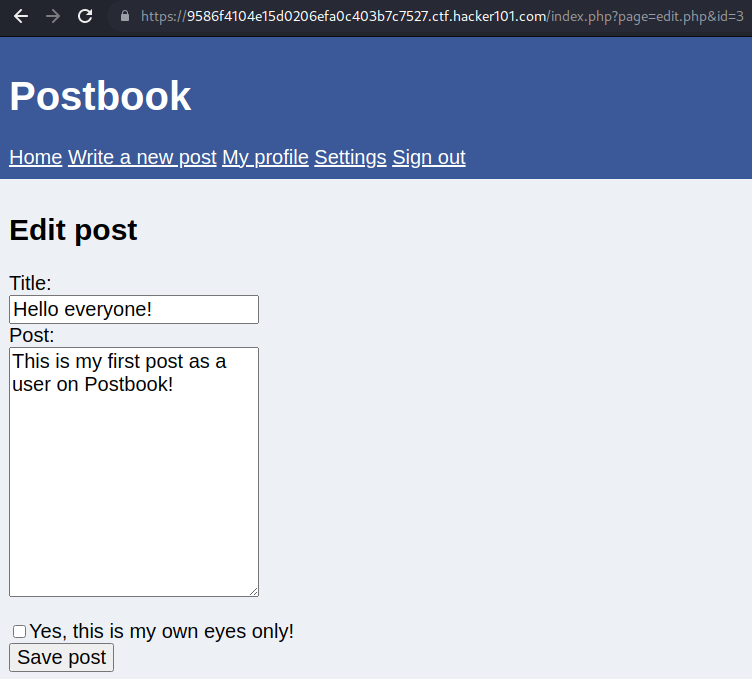 https://9586f4104e15d0206efa0c403b7c7527.ctf.hacker101.com/index.php?page=edit.php&id=3
Postbook
Home Write a new post My profile Settings Sign out
Edit post
Title:
Hello everyone!
Post:
This is my first post as a
user on Postbook!
Yes, this is my own eyes only!
Save post